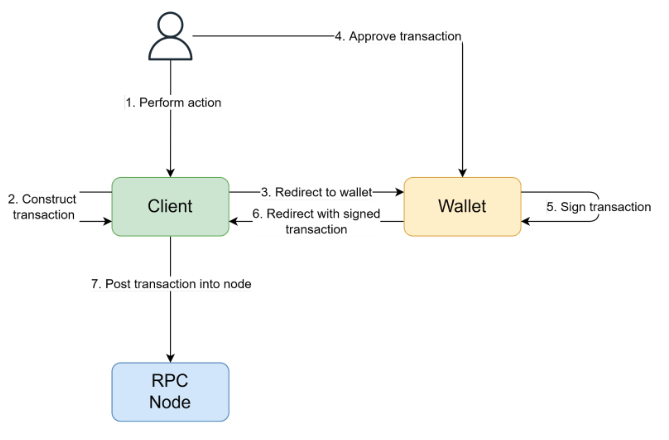 4. Approve transaction
1. Perform action
2. Construct
transaction
Client
3. Redirect to wallet
6. Redirect with signed
transaction
Wallet
5. Sign transaction
7. Post transaction into node
RPC
Node